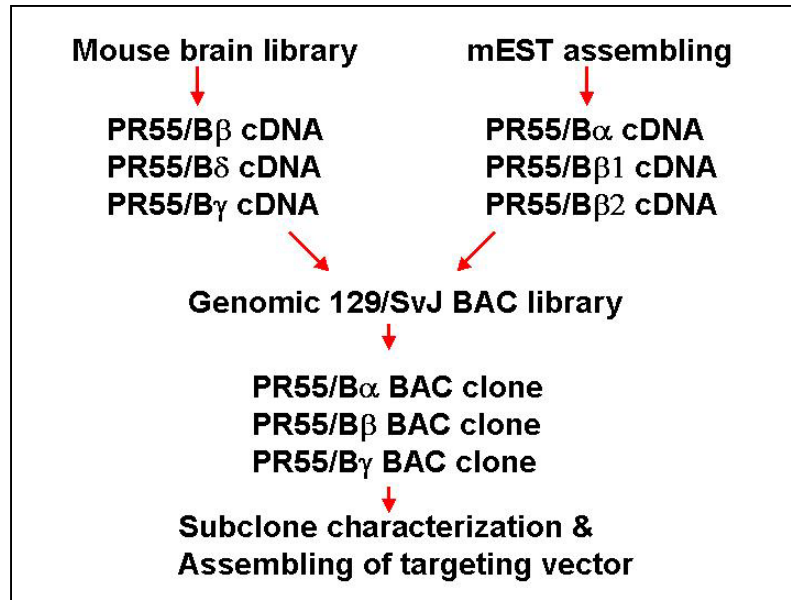 Mouse brain library
mEST assembling
PR55/Bβ cDNA
PR55/Bδ cDNA
PR55/Bγ cDNA
PR55/Bα cDNA
PR55/Bβ1 cDNA
PR55/Bβ2 cDNA
Genomic 129/SvJ BAC library
PR55/Bα BAC clone
PR55/Bβ BAC clone
PR55/Bγ BAC clone
Subclone characterization &
Assembling of targeting vector